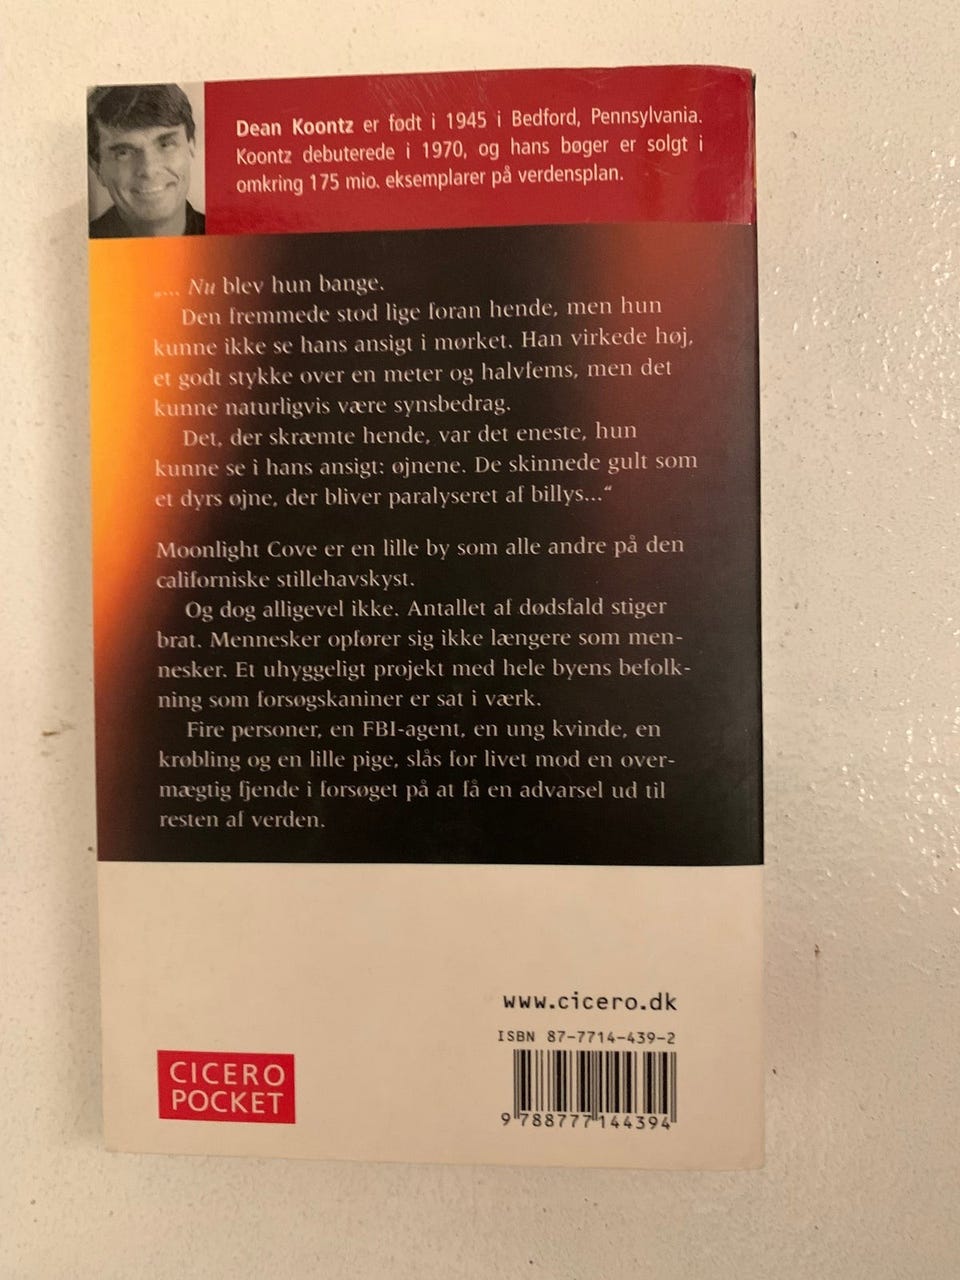 Dean Koontz er født i 1945 i Bedford, Pennsylvania.
Koontz debuterede i 1970, og hans bøger er solgt i
omkring 175 mio. eksemplarer på verdensplan.
„... Nu blev hun bange.
Den fremmede stod lige foran hende, men hun
kunne ikke se hans ansigt i mørket. Han virkede høj,
et godt stykke over en meter og halvfems, men det
kunne naturligvis være synsbedrag.
Det, der skræmte hende, var det eneste, hun
kunne se i hans ansigt: øjnene. De skinnede gult som
et dyrs øjne, der bliver paralyseret af billys...“
Moonlight Cove er en lille by som alle andre på den
californiske stillehavskyst.
Og dog alligevel ikke. Antallet af dødsfald stiger
brat. Mennesker opfører sig ikke længere som men-
nesker. Et uhyggeligt projekt med hele byens befolk-
ning som forsøgskaniner er sat i værk.
Fire personer, en FBI-agent, en ung kvinde, en
krøbling og en lille pige, slås for livet mod en over-
mægtig fjende i forsøget på at få en advarsel ud til
resten af verden.
www.cicero.dk
ISBN 87-7714-439-2
9 788777 144394
CICERO
POCKET